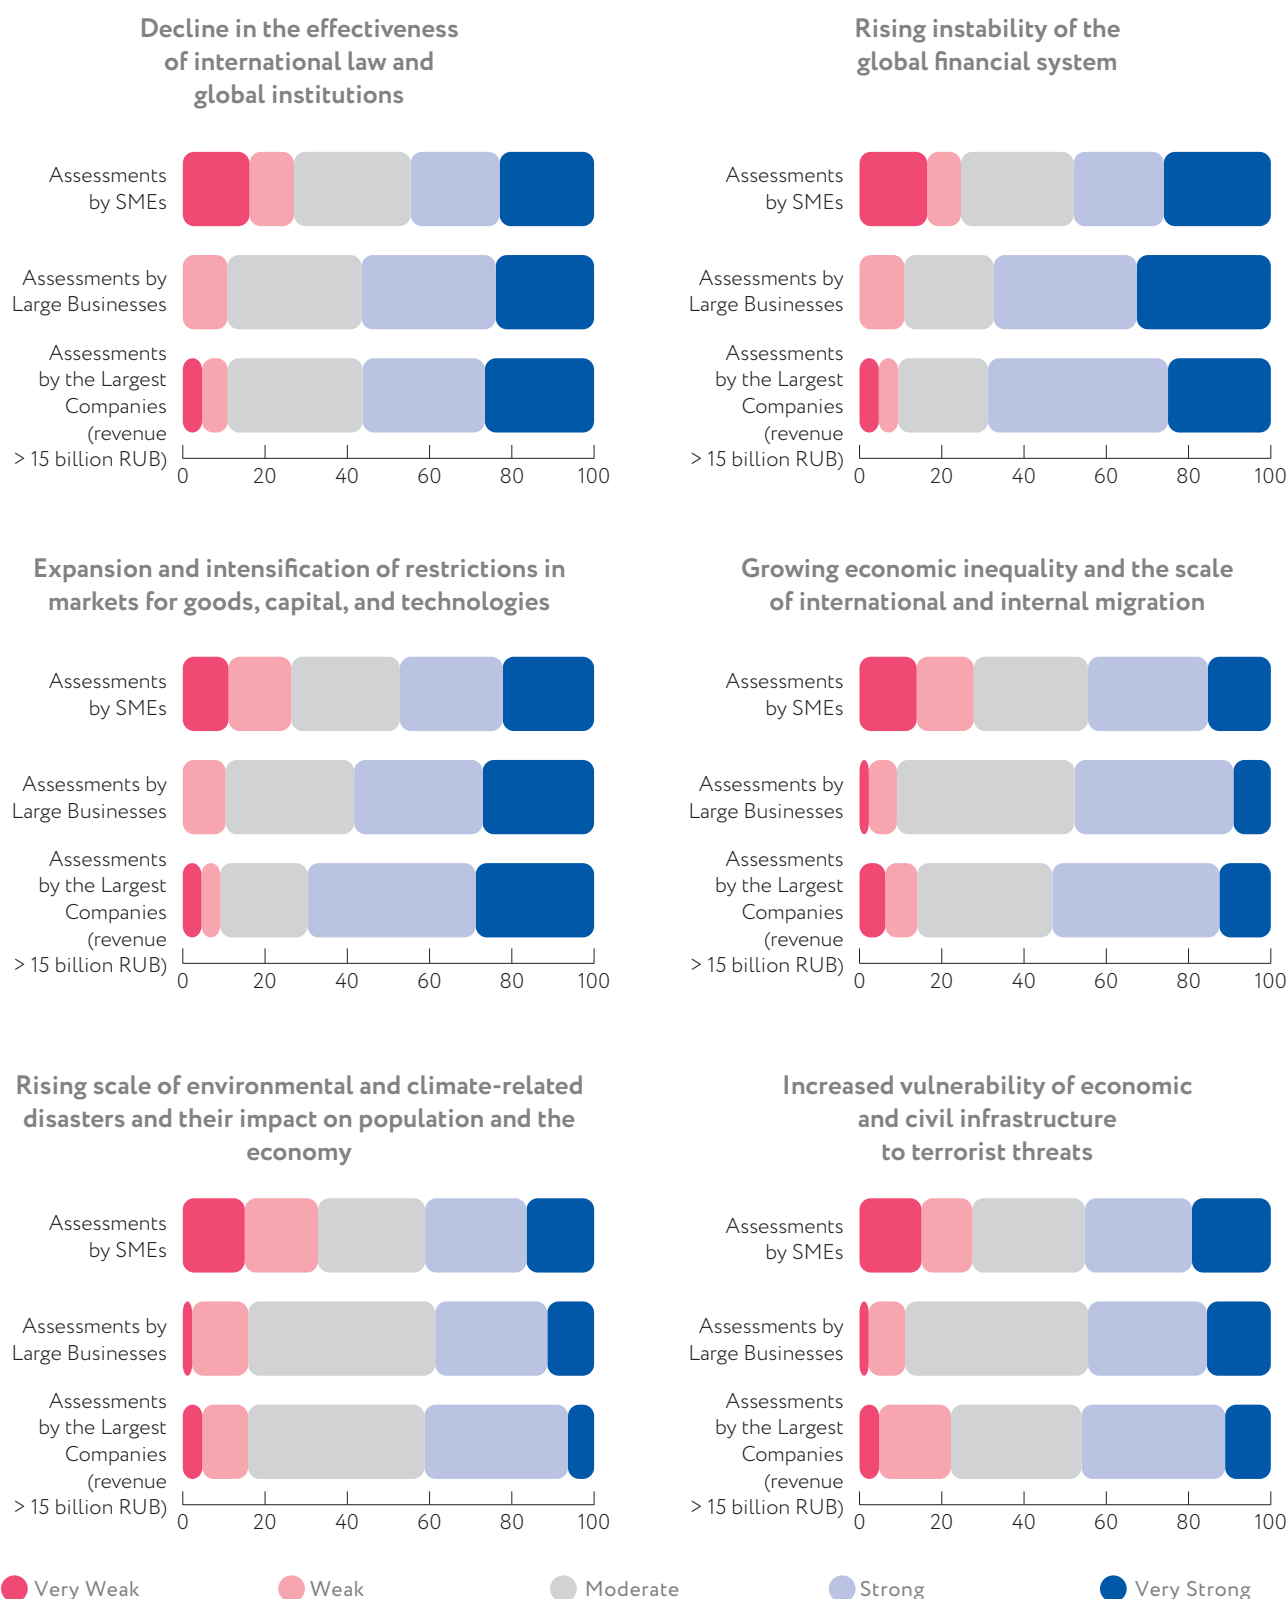 Decline in the effectiveness
of international law and
global institutions
Assessments
by SMEs
Assessments by
Large Businesses
Assessments
by the Largest
Companies
(revenue
> 15 billion RUB)
0 20 40 60 80 100
Rising instability of the
global financial system
Assessments
by SMEs
Assessments by
Large Businesses
Assessments
by the Largest
Companies
(revenue
> 15 billion RUB)
0 20 40 60 80 100
Expansion and intensification of restrictions in
markets for goods, capital, and technologies
Assessments
by SMEs
Assessments by
Large Businesses
Assessments
by the Largest
Companies
(revenue
> 15 billion RUB)
0 20 40 60 80 100
Growing economic inequality and the scale
of international and internal migration
Assessments
by SMEs
Assessments by
Large Businesses
Assessments
by the Largest
Companies
(revenue
> 15 billion RUB)
0 20 40 60 80 100
Rising scale of environmental and climate-related
disasters and their impact on population and the
economy
Assessments
by SMEs
Assessments by
Large Businesses
Assessments
by the Largest
Companies
(revenue
> 15 billion RUB)
0 20 40 60 80 100
Increased vulnerability of economic
and civil infrastructure
to terrorist threats
Assessments
by SMEs
Assessments by
Large Businesses
Assessments
by the Largest
Companies
(revenue
> 15 billion RUB)
0 20 40 60 80 100
Very Weak Weak Moderate Strong Very Strong